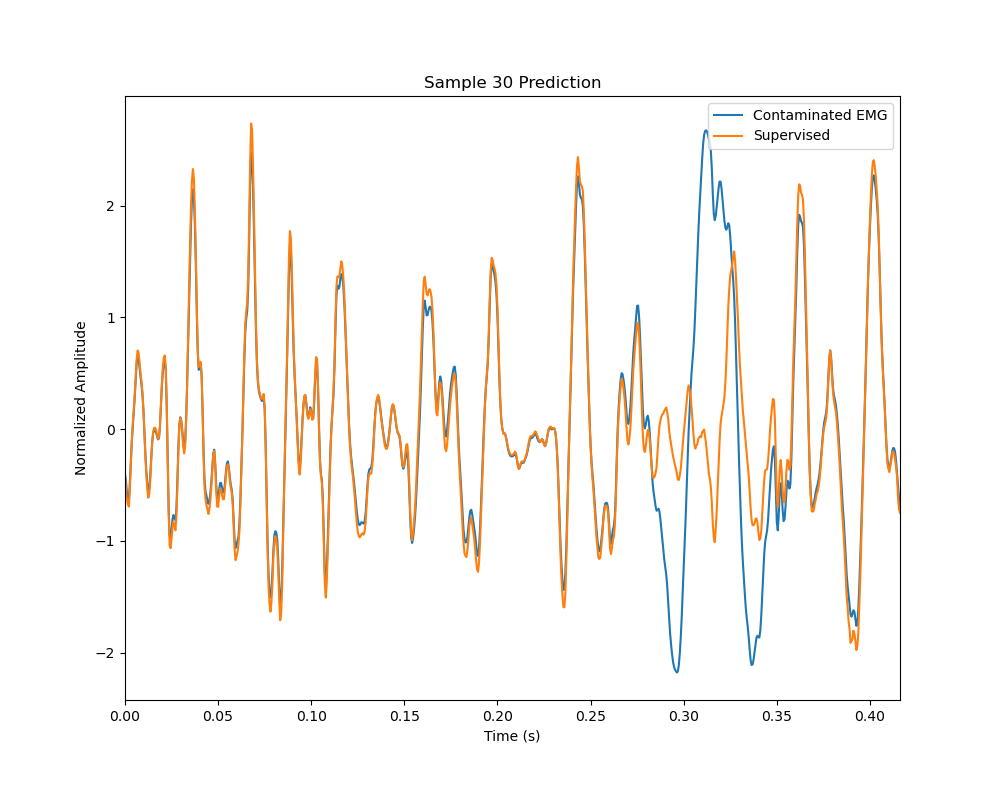 Sample 30 Prediction
Contaminated EMG
Supervised
Normalized Amplitude
2
1
0
−1
−2
0.00 0.05 0.10 0.15 0.20 0.25 0.30 0.35 0.40
Time (s)